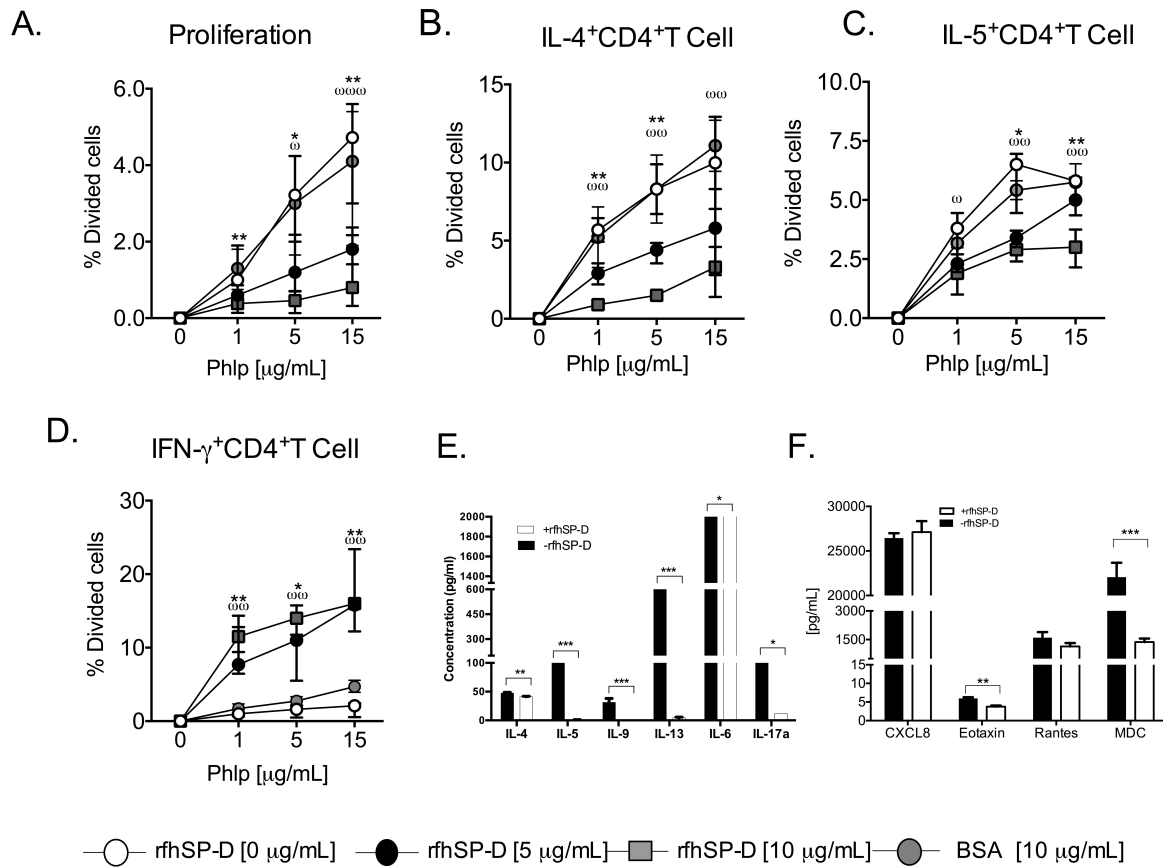 A.
Proliferation
% Divided cells
6.0
4.0
2.0
0.0
**
*
ω
**
ωωω
0
1
5
15
Phlp [μg/mL]
B.
IL-4⁺CD4⁺T Cell
% Divided cells
15
10
5
0
**
ωω
**
ωω
ωω
0
1
5
15
Phlp [μg/mL]
C.
IL-5⁺CD4⁺T Cell
% Divided cells
10.0
7.5
5.0
2.5
0.0
ω
*
ωω
**
ωω
0
1
5
15
Phlp [μg/mL]
D.
IFN-γ⁺CD4⁺T Cell
% Divided cells
30
20
10
0
**
ωω
*
ωω
**
ωω
0
1
5
15
Phlp [μg/mL]
E.
Concentration (pg/ml)
2000
1800
1600
1400
600
300
100
50
0
+rfhSP-D
-rfhSP-D
**
***
***
***
*
*
IL-4
IL-5
IL-9
IL-13
IL-6
IL-17a
F.
[pg/mL]
30000
25000
20000
3000
1500
15
10
5
0
+rfhSP-D
-rfhSP-D
**
***
CXCL8
Eotaxin
Rantes
MDC
rfhSP-D [0 μg/mL]
rfhSP-D [5 μg/mL]
rfhSP-D [10 μg/mL]
BSA [10 μg/mL]